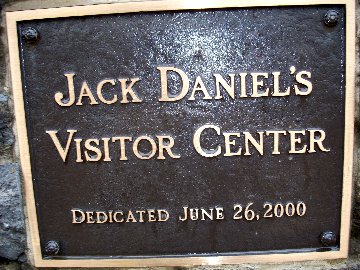 JACK DANIEL'S
VISITOR CENTER
DEDICATED JUNE 26, 2000